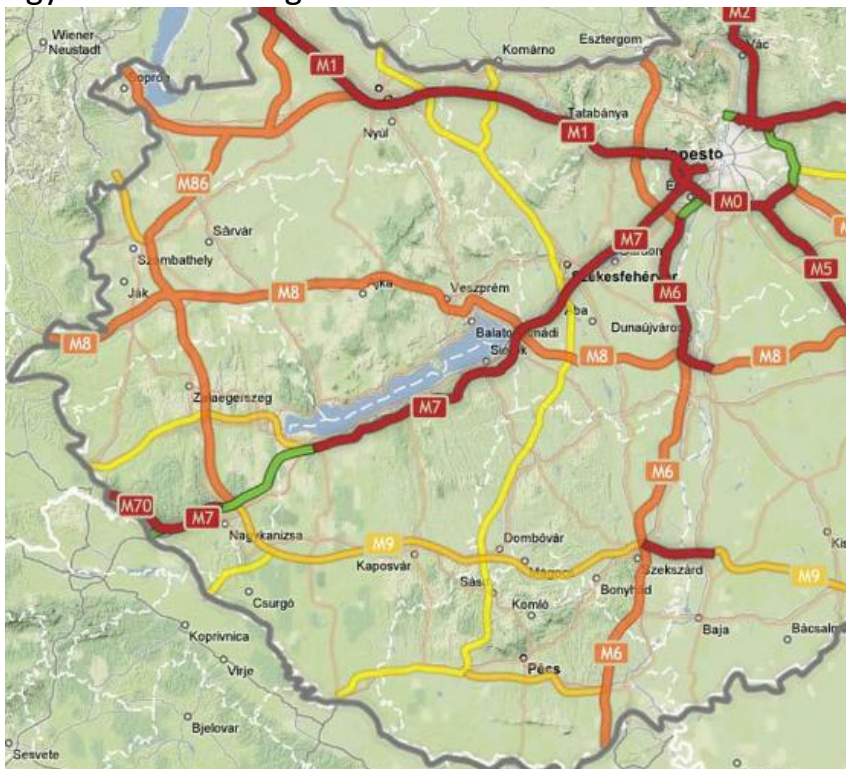 Wiener
Neustadt
Esztergom
M2
Komárno
Vác
M1
Sopron
Tatabánya
Nyúl
M1
M86
M0
Sárvár
M7
Szombathely
Székesfehérvár
M5
Ják
M8
Ajka
Veszprém
M6
Aba
Dunaújváros
M8
Balatonalmádi
Siófok
M8
M8
Zalaegerszeg
M7
M6
M70
M7
Nagykanizsa
M9
Dombóvár
Kaposvár
Szekszárd
M9
Bonyhád
Csurgó
Komló
Koprivnica
Baja
Virje
M6
Pécs
Bjelovar
Sesvete